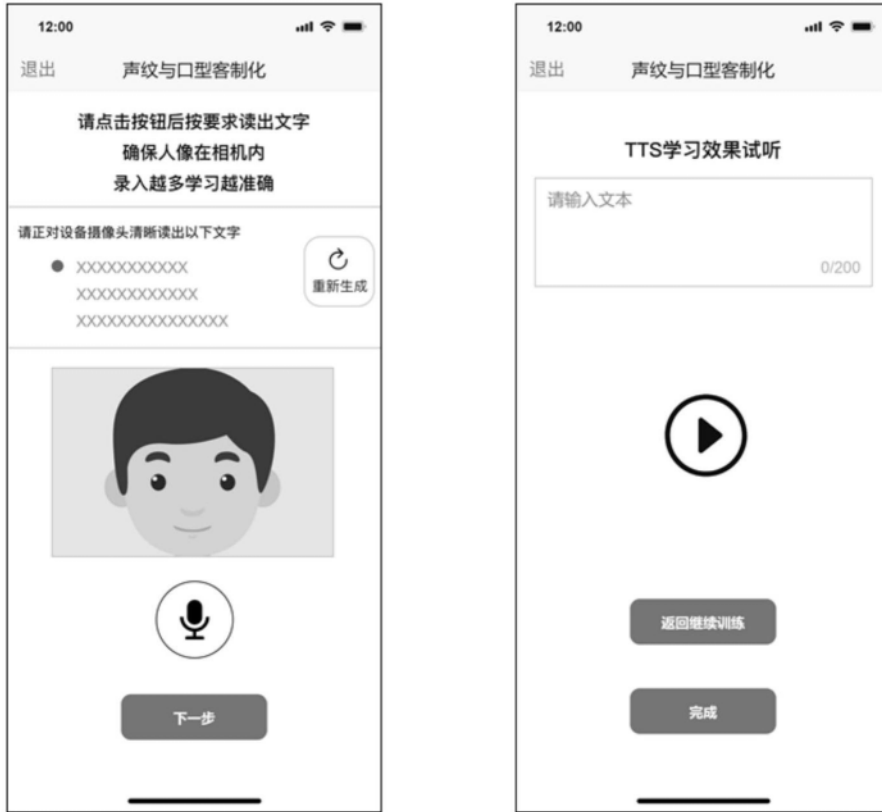 12:00
退出
声纹与口型客制化
请点击按钮后按要求读出文字
确保人像在相机内
录入越多学习越准确
请正对设备摄像头清晰读出以下文字
XXXXXXXXXXX
XXXXXXXXXXXX
XXXXXXXXXXXXXXX
重新生成
下一步
12:00
退出
声纹与口型客制化
TTS学习效果试听
请输入文本
0/200
返回继续训练
完成